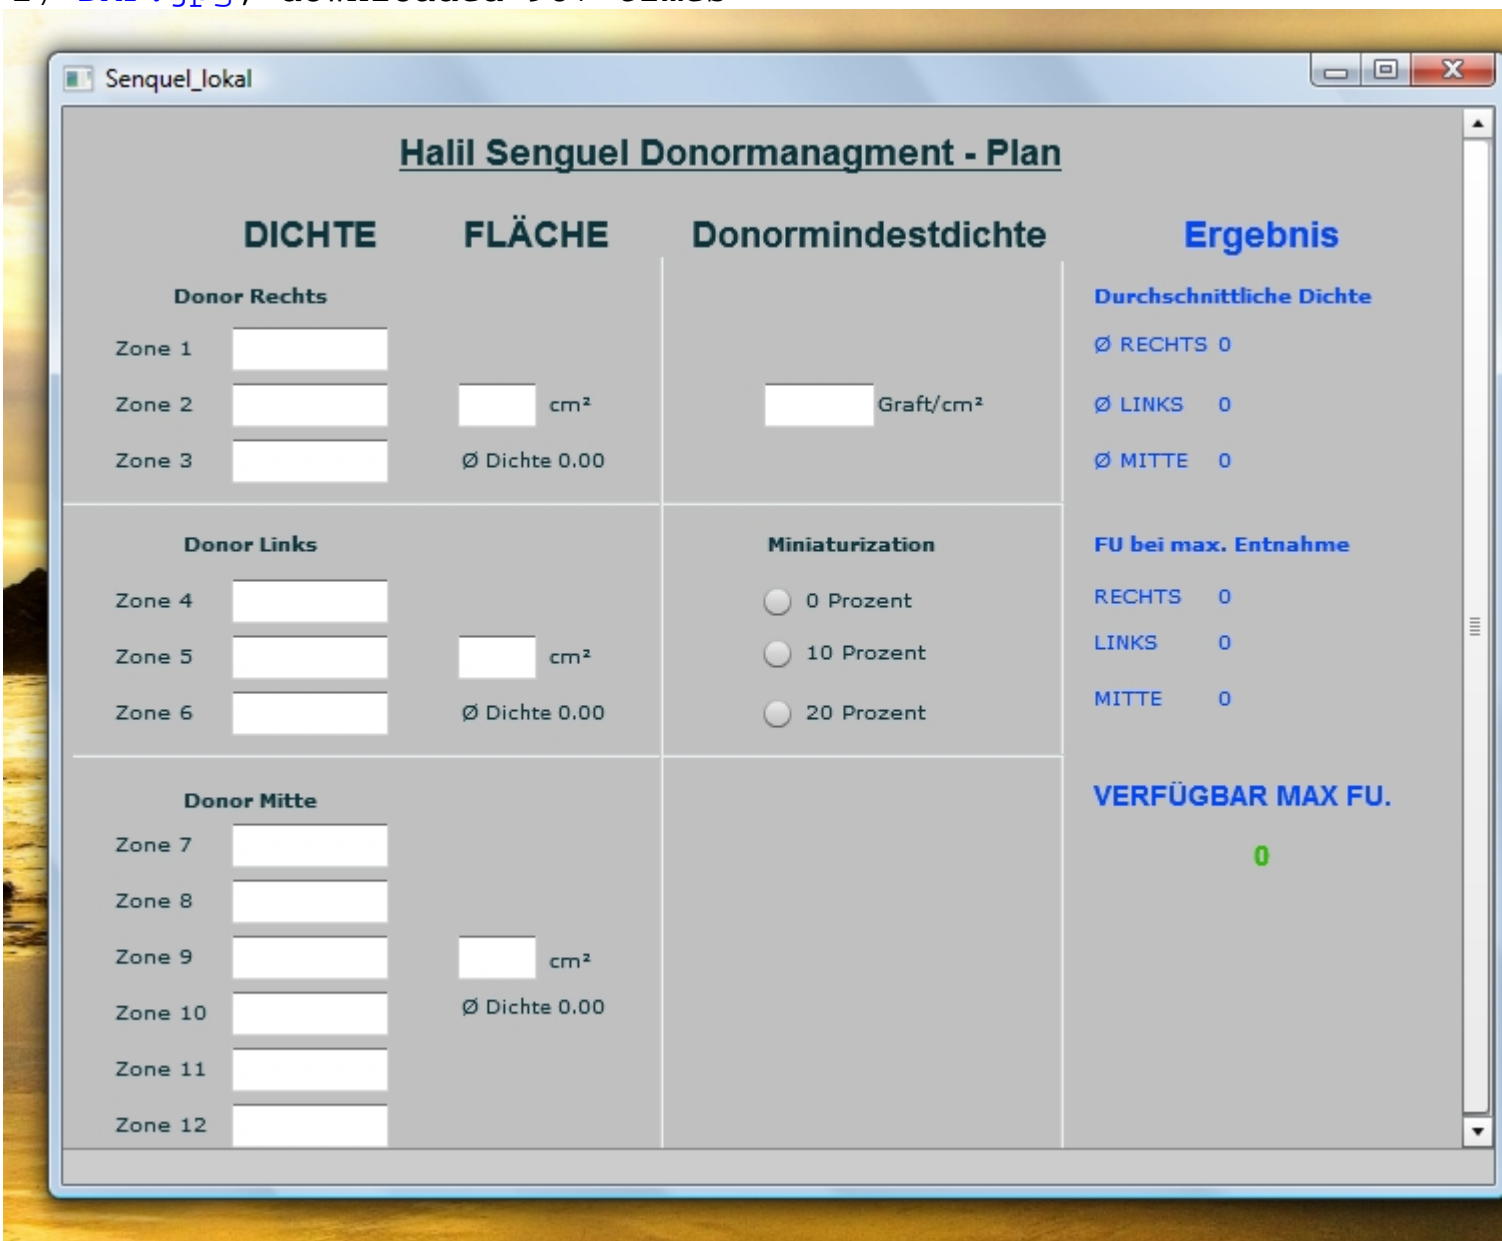 Senquel_lokal
Halil Senguel Donormanagment - Plan
DICHTE FLÄCHE Donormindestdichte Ergebnis
Donor Rechts Durchschnittliche Dichte
Zone 1 Ø RECHTS 0
Zone 2 cm² Graft/cm² Ø LINKS 0
Zone 3 Ø Dichte 0.00 Ø MITTE 0
Donor Links Miniaturization FU bei max. Entnahme
Zone 4 0 Prozent RECHTS 0
Zone 5 cm² 10 Prozent LINKS 0
Zone 6 Ø Dichte 0.00 20 Prozent MITTE 0
Donor Mitte VERFÜGBAR MAX FU.
Zone 7 0
Zone 8
Zone 9 cm²
Zone 10 Ø Dichte 0.00
Zone 11
Zone 12